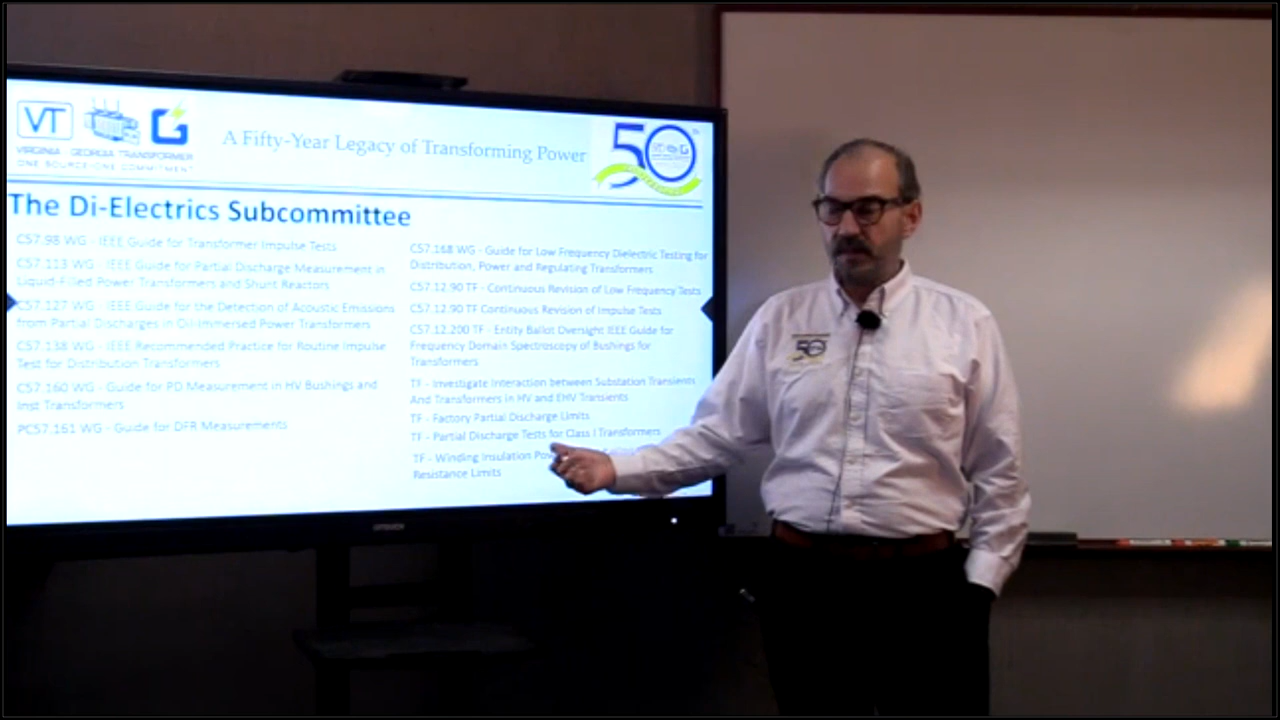 VT
G
VIRGINIA - GEORGIA TRANSFORMER
ONE SOURCE • ONE COMMITMENT
A Fifty-Year Legacy of Transforming Power
50
The Di-Electrics Subcommittee
C57.98 WG - IEEE Guide for Transformer Impulse Tests
C57.113 WG - IEEE Guide for Partial Discharge Measurement in
Liquid-Filled Power Transformers and Shunt Reactors
C57.127 WG - IEEE Guide for the Detection of Acoustic Emissions
from Partial Discharges in Oil-Immersed Power Transformers
C57.138 WG - IEEE Recommended Practice for Routine Impulse
Test for Distribution Transformers
C57.160 WG - Guide for PD Measurement in HV Bushings and
Inst Transformers
PC57.161 WG - Guide for DFR Measurements
C57.168 WG - Guide for Low Frequency Dielectric Testing for
Distribution, Power and Regulating Transformers
C57.12.90 TF - Continuous Revision of Low Frequency Tests
C57.12.90 TF Continuous Revision of Impulse Tests
C57.12.200 TF - Entity Ballot Oversight IEEE Guide for
Frequency Domain Spectroscopy of Bushings for
Transformers
TF - Investigate Interaction between Substation Transients
And Transformers in HV and EHV Transients
TF - Factory Partial Discharge Limits
TF - Partial Discharge Tests for Class I Transformers
TF - Winding Insulation
Resistance Limits
50